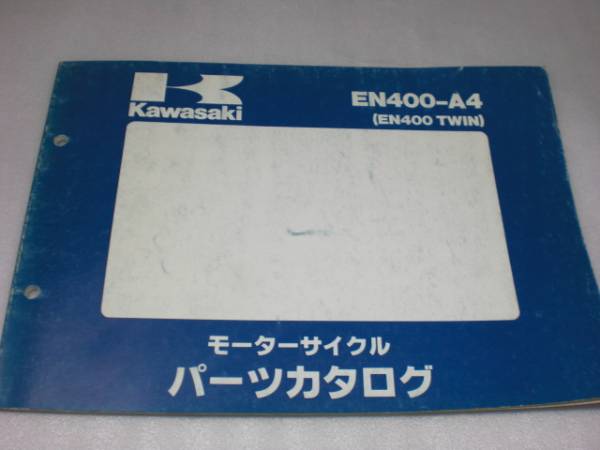 Kawasaki
EN400-A4
(EN400 TWIN)
モーターサイクル
パーツカタログ